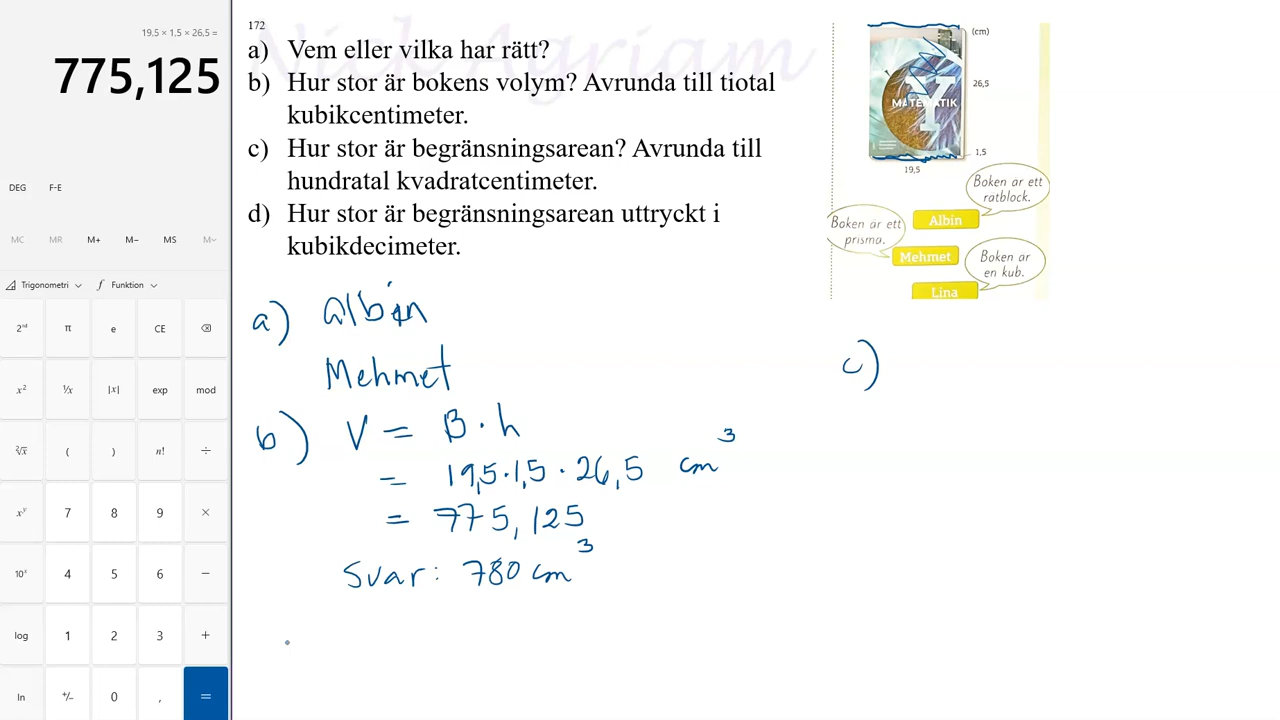 19,5 × 1,5 × 26,5 =
775,125
DEG F-E
MC MR M+ M− MS M˅
Trigonometri Funktion
2ⁿᵈ π e CE
x² ¹/x |x| exp mod
²√x ( ) n! ÷
xʸ 7 8 9 ×
10ˣ 4 5 6 −
log 1 2 3 +
ln +/− 0 , =
172
Nick Agriam
a) Vem eller vilka har rätt?
b) Hur stor är bokens volym? Avrunda till tiotal
kubikcentimeter.
c) Hur stor är begränsningsarean? Avrunda till
hundratal kvadratcentimeter.
d) Hur stor är begränsningsarean uttryckt i
kubikdecimeter.
(cm)
MATEMATIK
Y
26,5
1,5
19,5
Boken ar ett
ratblock.
Albin
Boken är ett
prisma.
Mehmet
Boken ar
en kub.
Lina
a) Albin
Mehmet
b) V = B · h
= 19,5 · 1,5 · 26,5 cm³
= 775,125
Svar: 780 cm³
c)